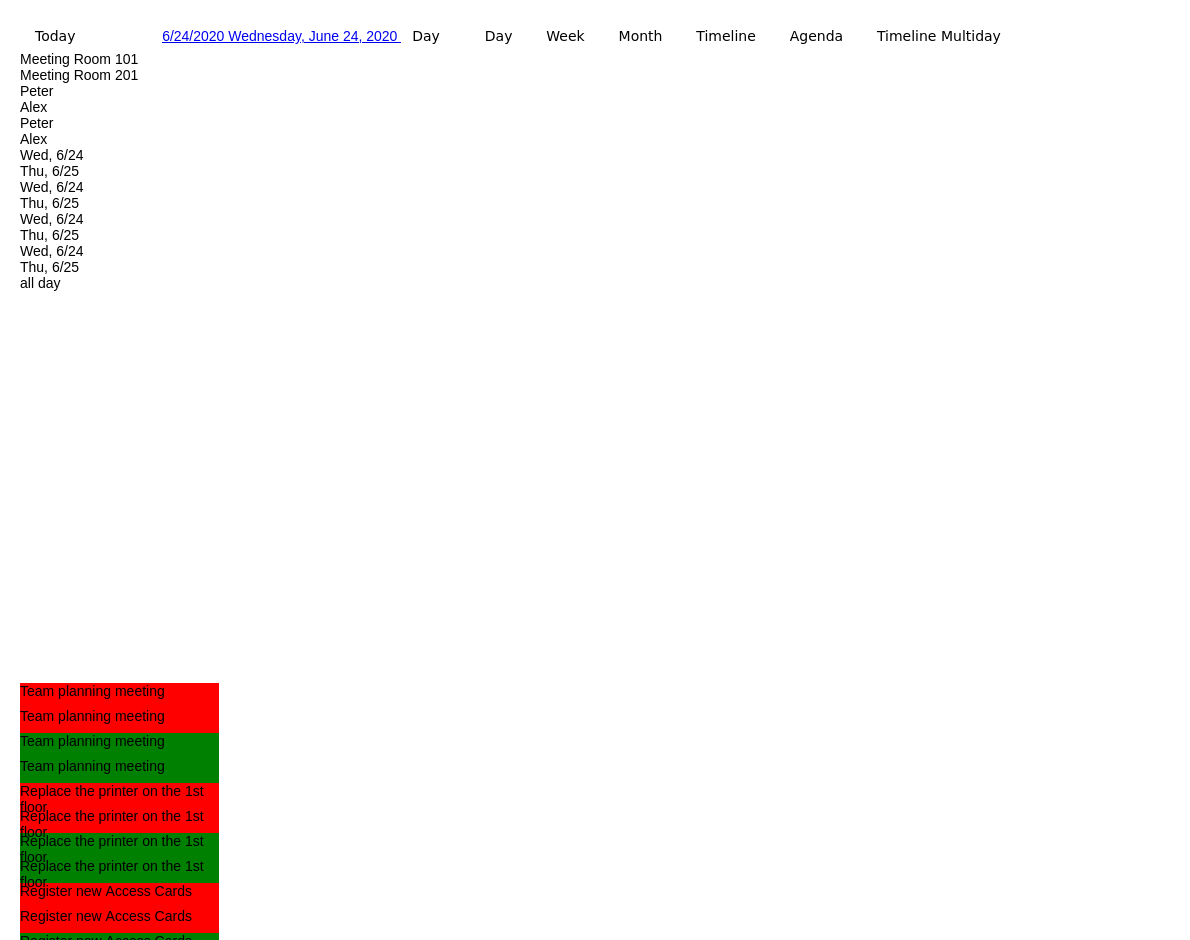 Today 6/24/2020 Wednesday, June 24, 2020 Day Day Week Month Timeline Agenda Timeline Multiday
Meeting Room 101
Meeting Room 201
Peter
Alex
Peter
Alex
Wed, 6/24
Thu, 6/25
Wed, 6/24
Thu, 6/25
Wed, 6/24
Thu, 6/25
Wed, 6/24
Thu, 6/25
all day
Team planning meeting
Team planning meeting
Team planning meeting
Team planning meeting
Replace the printer on the 1st
floor
Replace the printer on the 1st
floor
Replace the printer on the 1st
floor
Replace the printer on the 1st
floor
Register new Access Cards
Register new Access Cards
Register new Access Cards